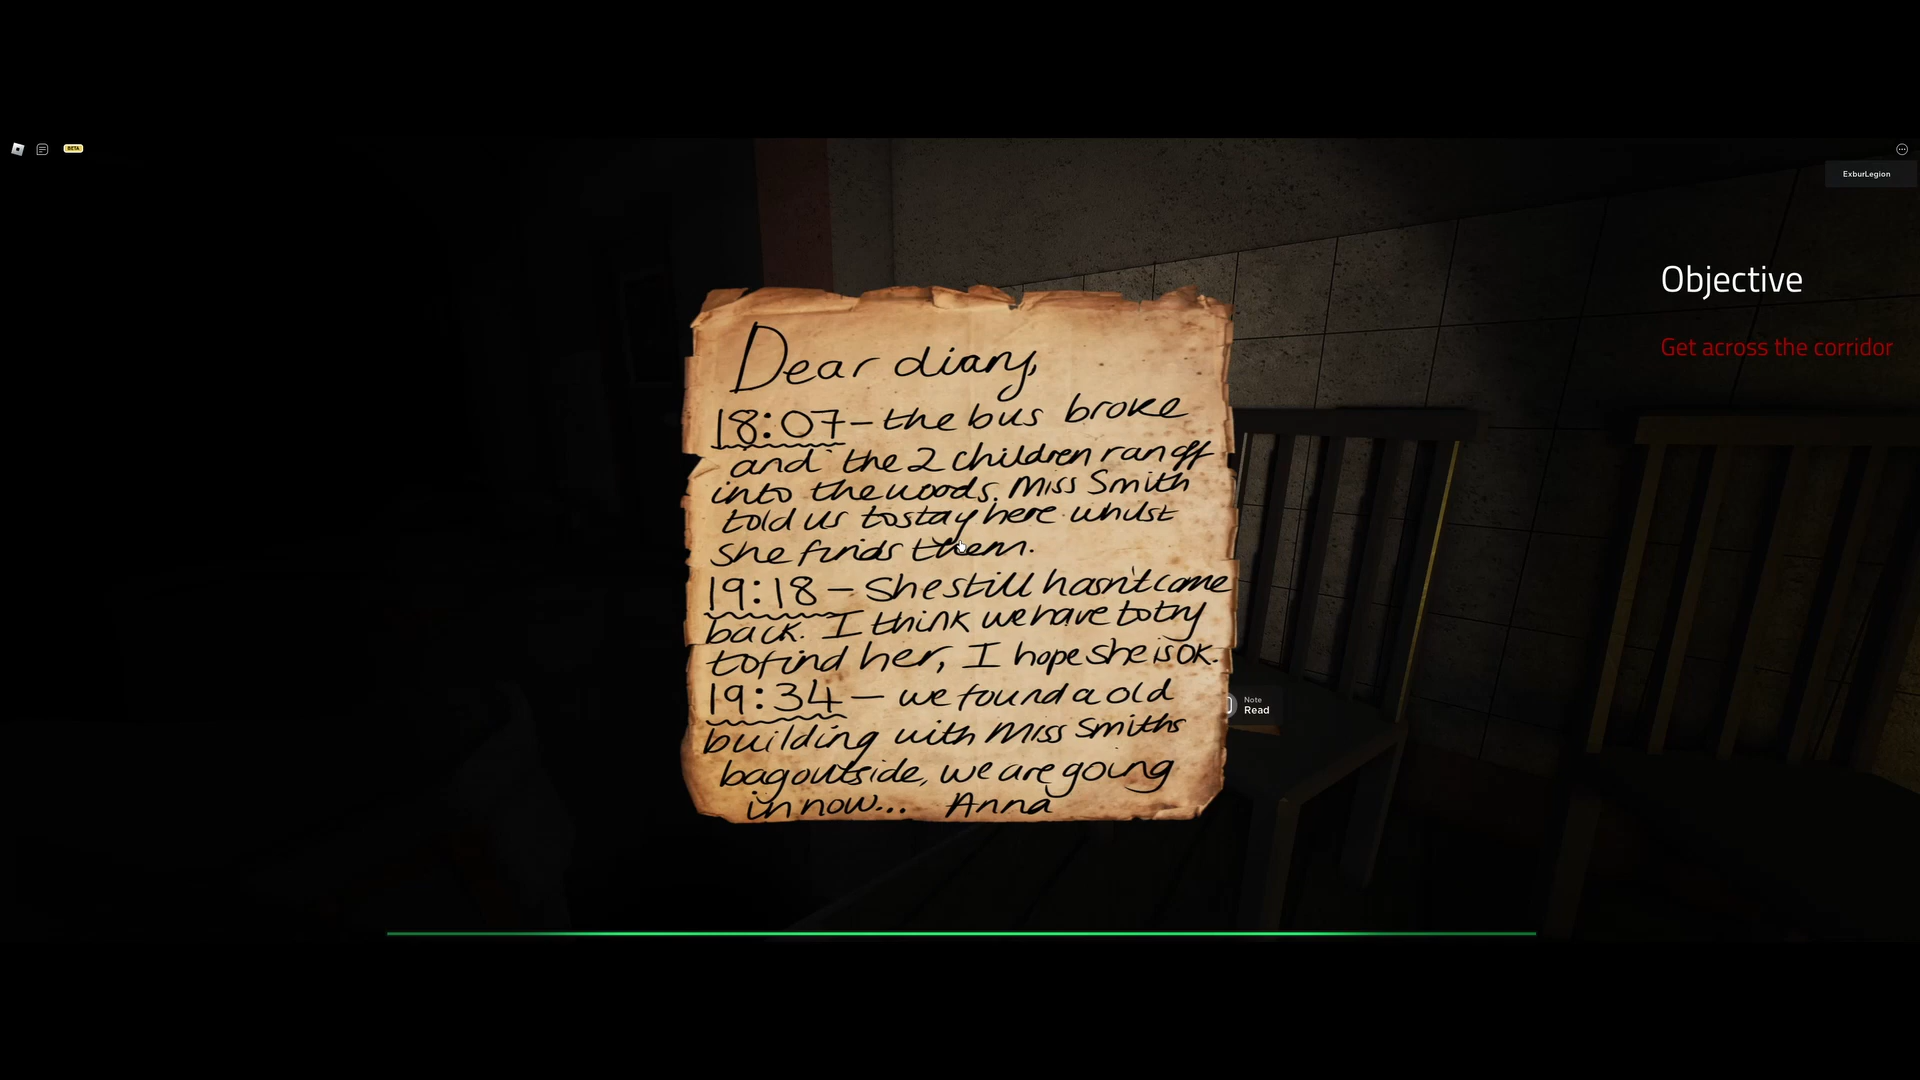 BETA
ExburLegion
Objective
Get across the corridor
Dear diary,
18:07 - the bus broke
and the 2 children ran off
into the woods. Miss Smith
told us to stay here whilst
she finds them.
19:18 - She still hasn't come
back. I think we have to try
to find her, I hope she is OK.
19:34 - we found a old
building with Miss Smiths
bag outside, we are going
in now... Anna
Note
Read